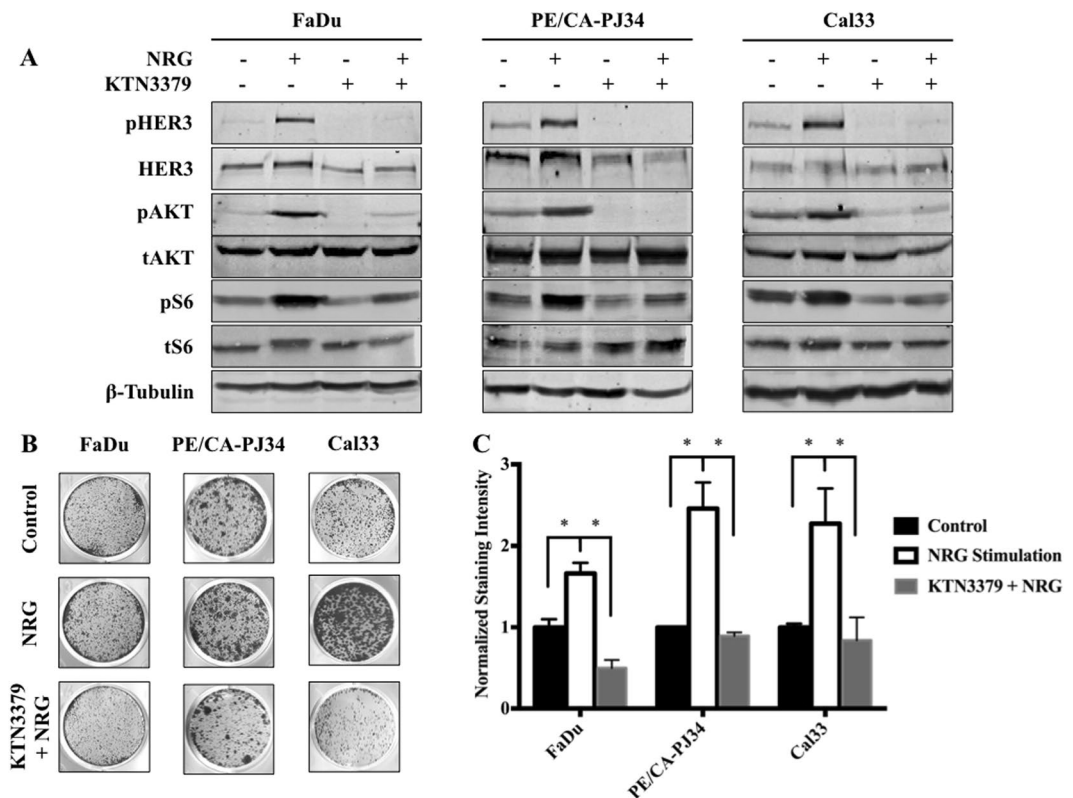 FaDu PE/CA-PJ34 Cal33
A NRG - + - + - + - + - + - +
KTN3379 - - + + - - + + - - + +
pHER3
HER3
pAKT
tAKT
pS6
tS6
β-Tubulin
B FaDu PE/CA-PJ34 Cal33
Control
NRG
KTN3379
+ NRG
C
Normalized Staining Intensity
3
2
1
0
* * * * * *
FaDu
PE/CA-PJ34
Cal33
Control
NRG Stimulation
KTN3379 + NRG